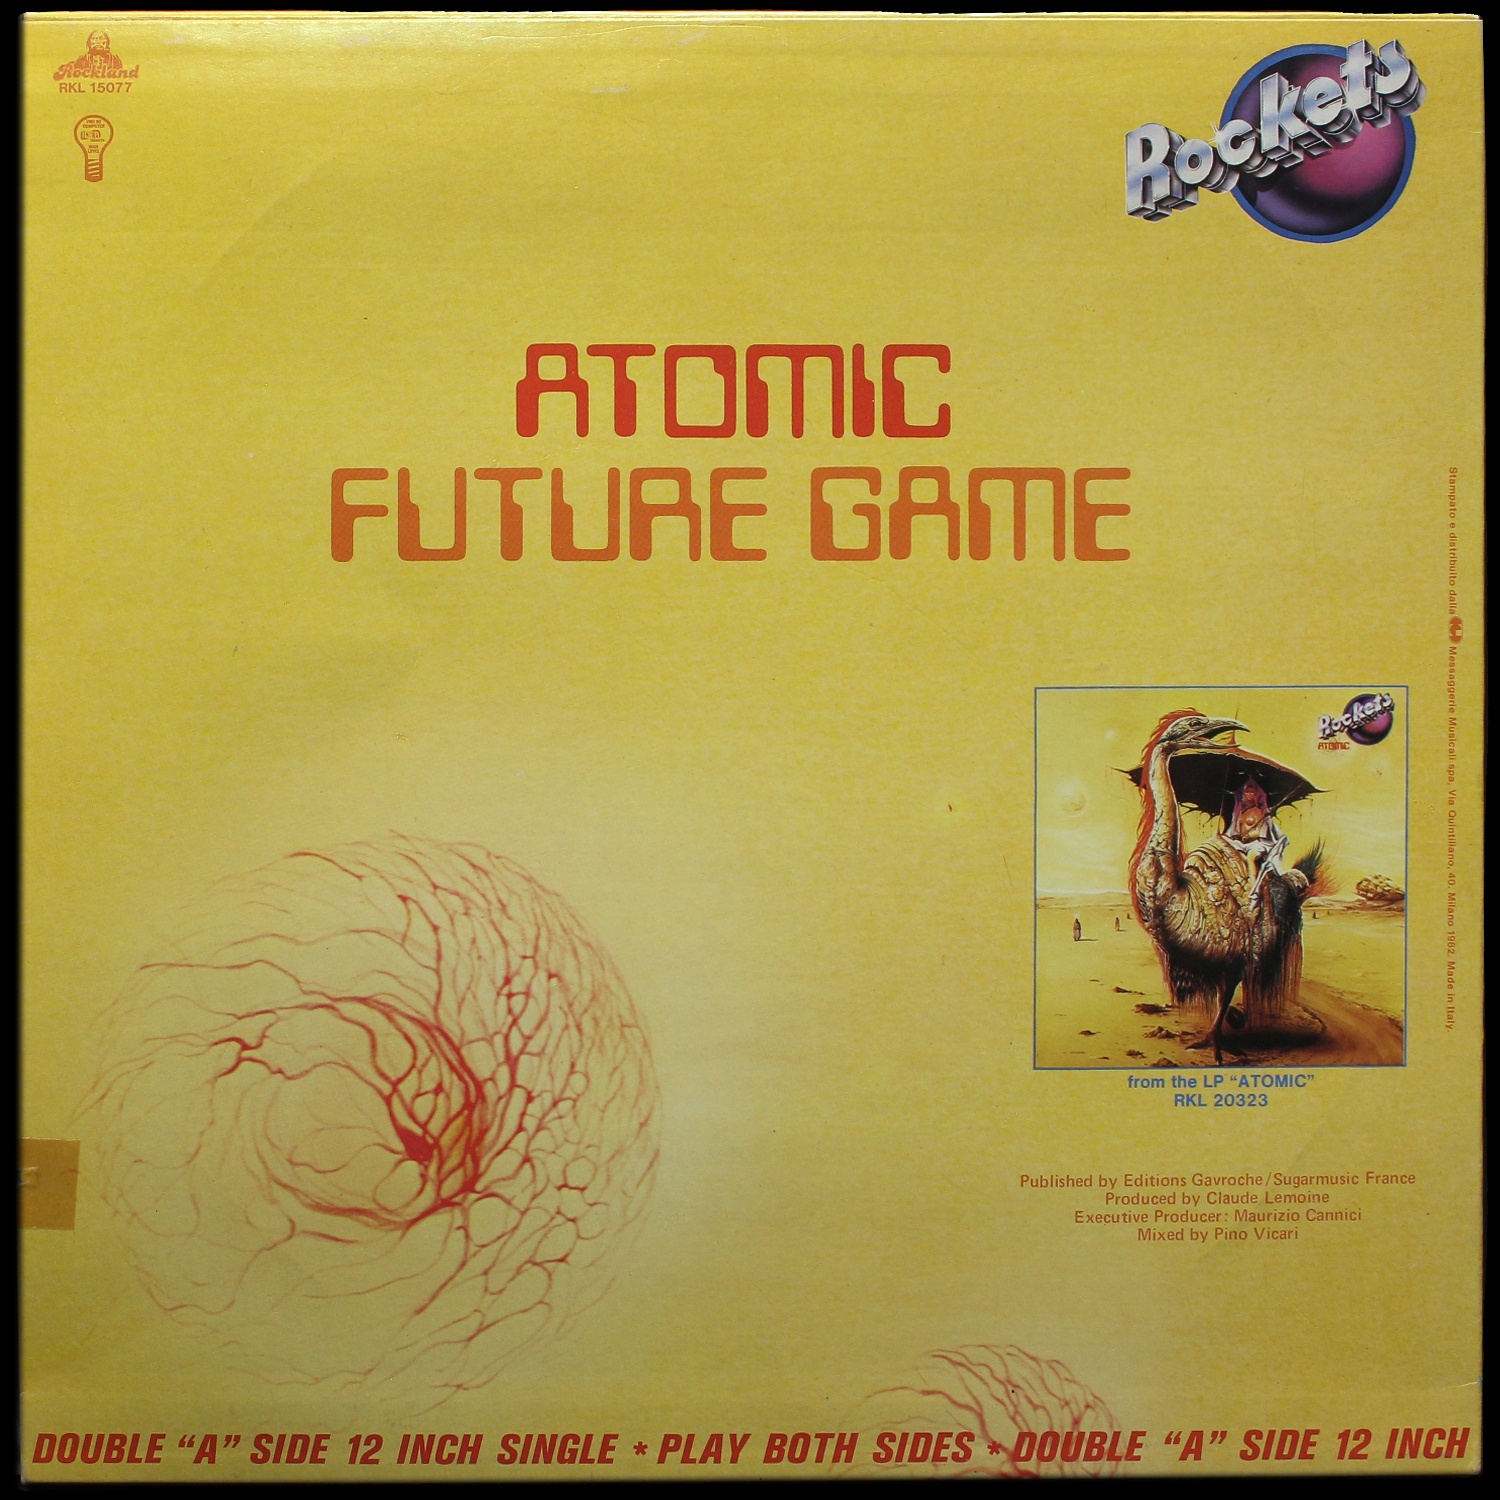 Rockland
RKL 15077
Rockets
ATOMIC
FUTURE GAME
Stampato e distribuito dalla Messaggerie Musicali spa, Via Quintiliano, 40. Milano 1982. Made in Italy.
Rockets
ATOMIC
from the LP “ATOMIC”
RKL 20323
Published by Editions Gavroche/Sugarmusic France
Produced by Claude Lemoine
Executive Producer: Maurizio Cannici
Mixed by Pino Vicari
DOUBLE “A” SIDE 12 INCH SINGLE * PLAY BOTH SIDES * DOUBLE “A” SIDE 12 INCH